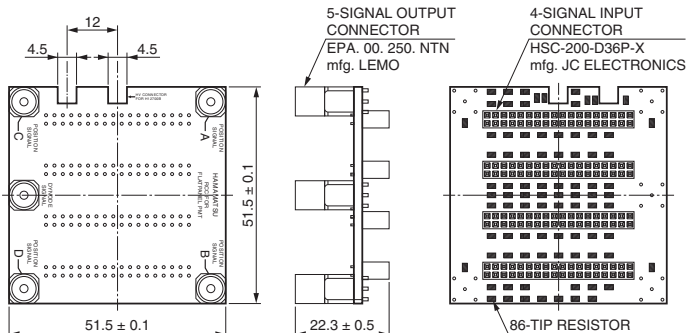 12
4.5
4.5
5-SIGNAL OUTPUT
CONNECTOR
EPA. 00. 250. NTN
mfg. LEMO
4-SIGNAL INPUT
CONNECTOR
HSC-200-D36P-X
mfg. JC ELECTRONICS
HV CONNECTOR
POSITION
SIGNAL
C
POSITION
SIGNAL
A
DYNODE
SIGNAL
HAMAMATSU
FLAT PANEL PMT
POSITION
SIGNAL
D
POSITION
SIGNAL
B
51.5 ± 0.1
51.5 ± 0.1
22.3 ± 0.5
86-TIP RESISTOR